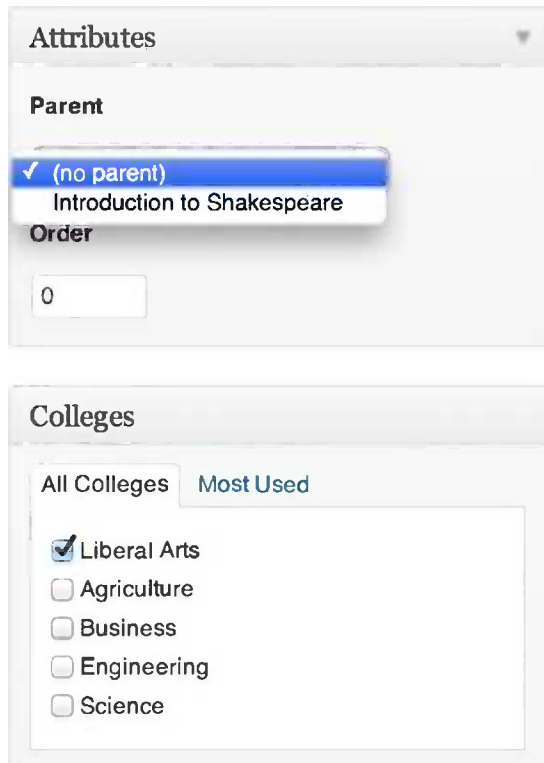 Attributes
Parent
(no parent)
Introduction to Shakespeare
Order
0
Colleges
All Colleges Most Used
Liberal Arts
Agriculture
Business
Engineering
Science